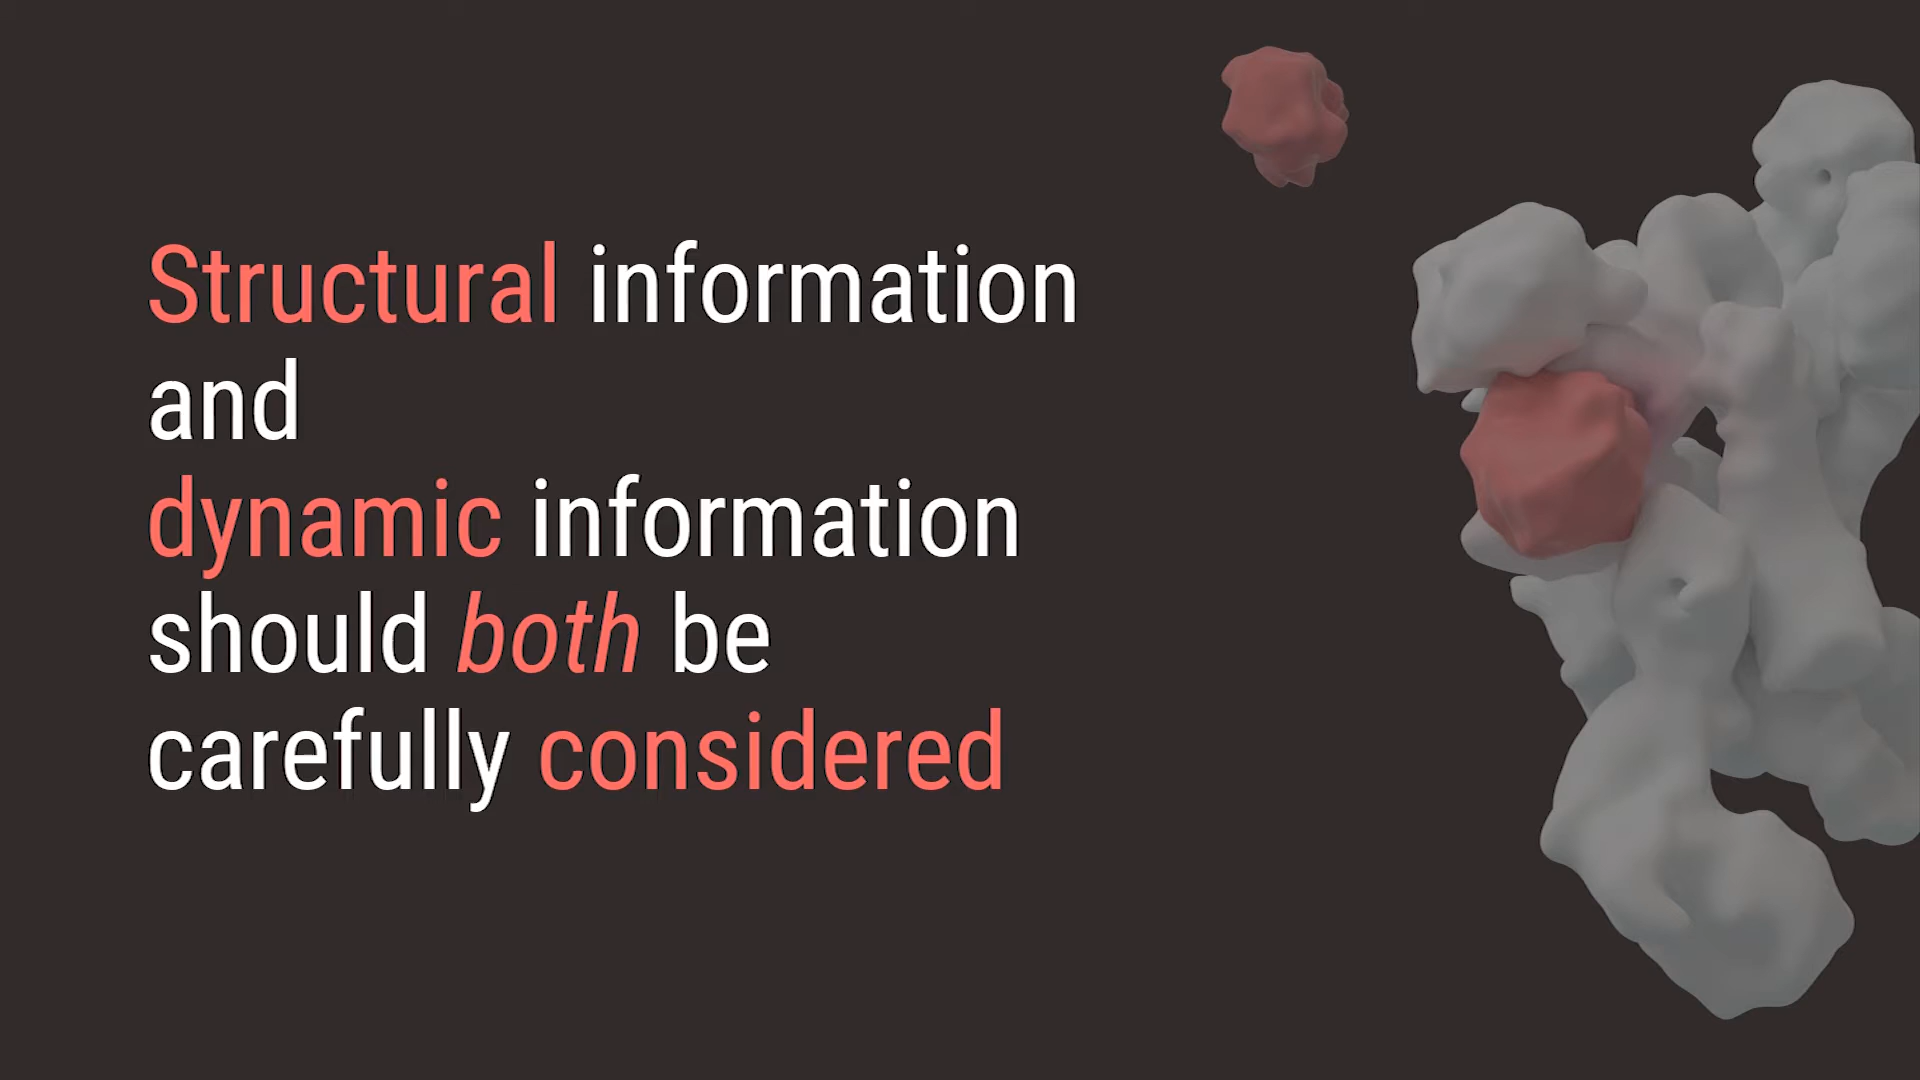 Structural information
and
dynamic information
should both be
carefully considered